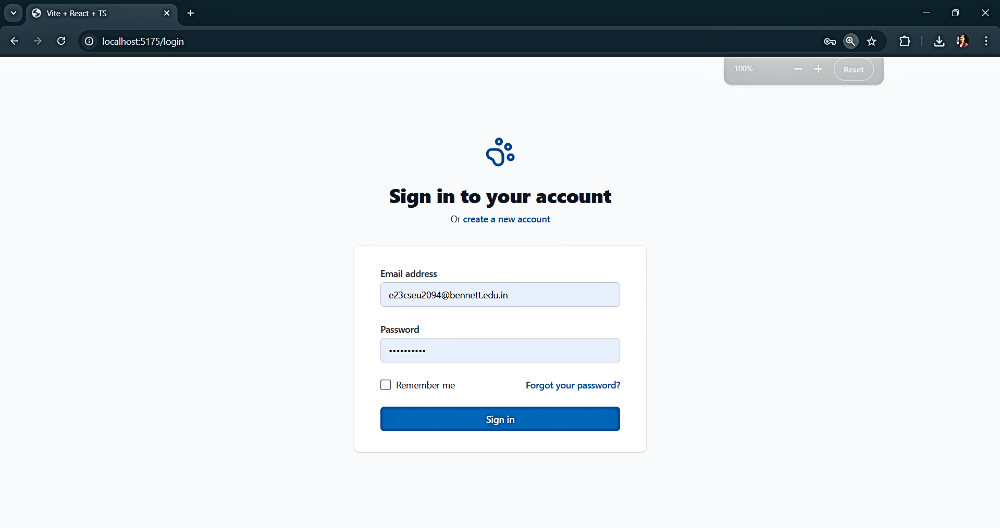 Vite + React + TS
localhost:5175/login
100%
Reset
Sign in to your account
Or create a new account
Email address
e23cseu2094@bennett.edu.in
Password
Remember me
Forgot your password?
Sign in